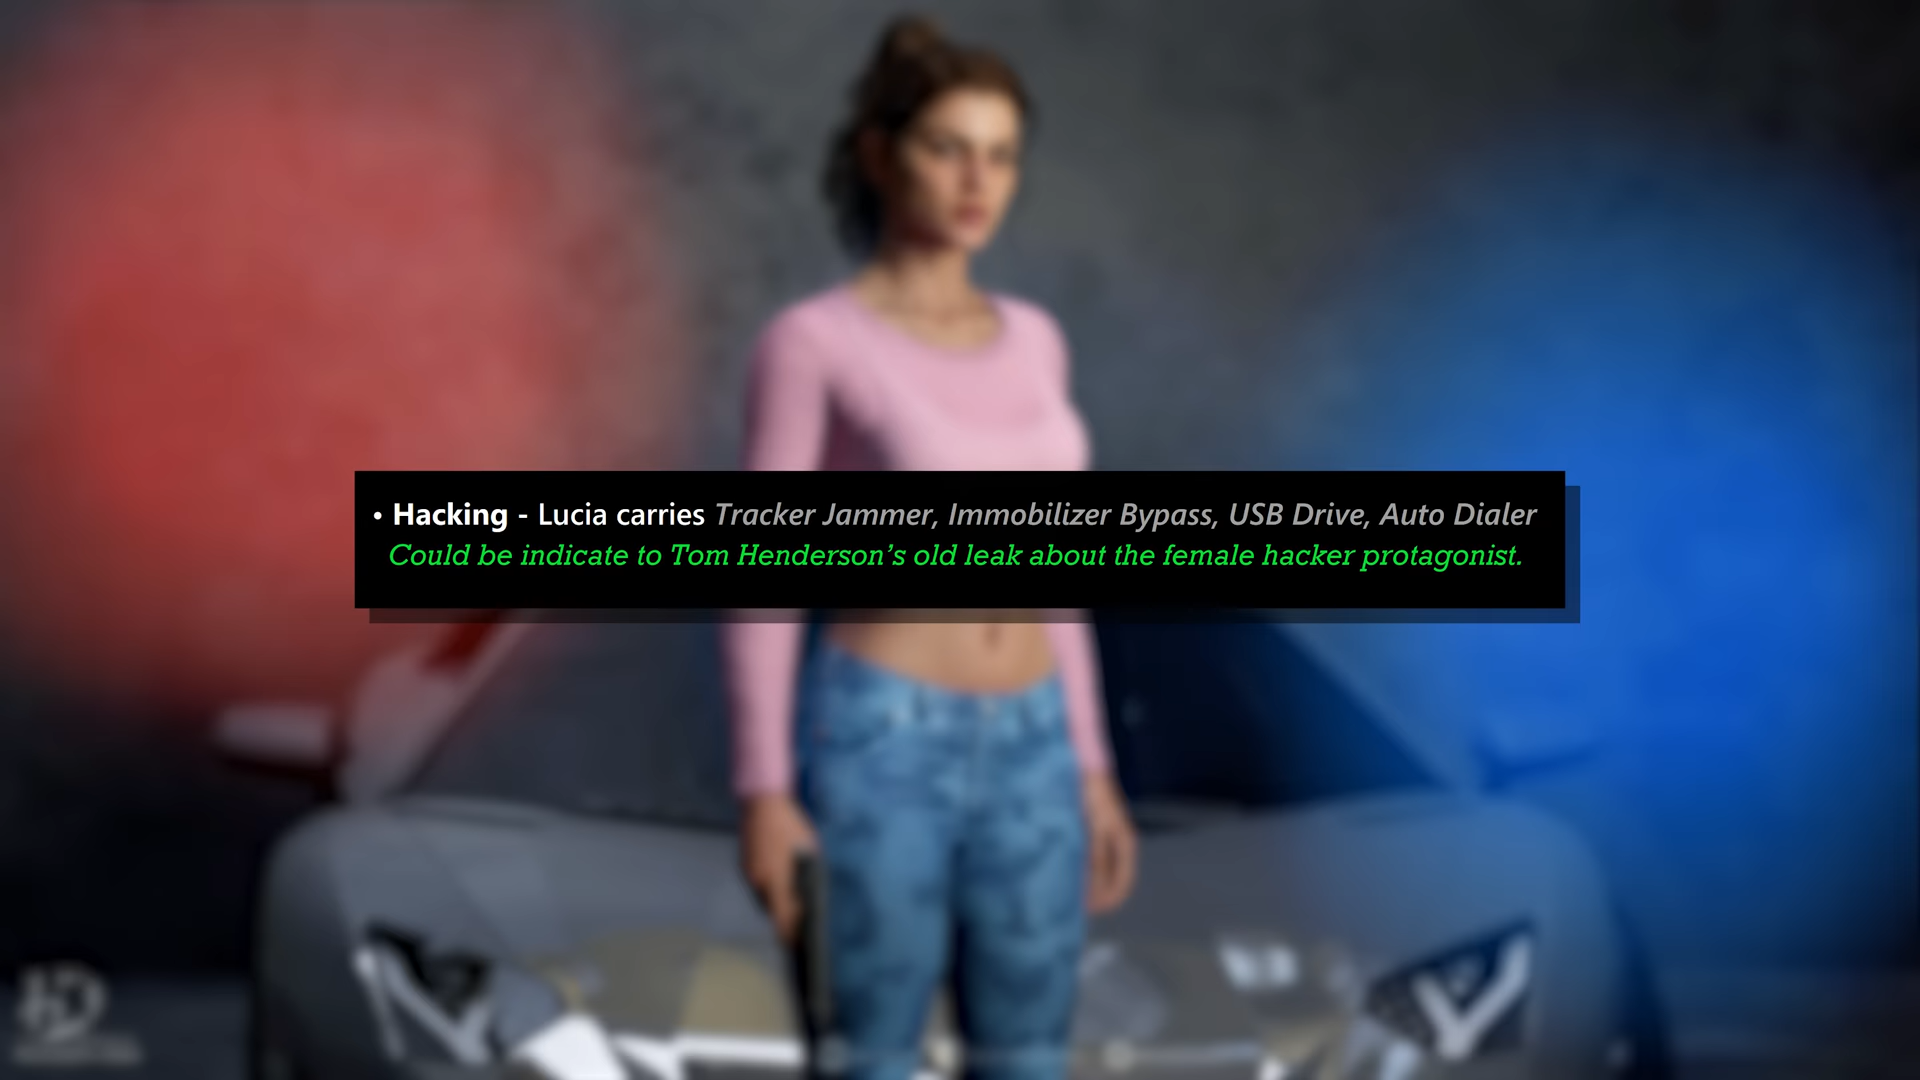 • Hacking - Lucia carries Tracker Jammer, Immobilizer Bypass, USB Drive, Auto Dialer
Could be indicate to Tom Henderson’s old leak about the female hacker protagonist.